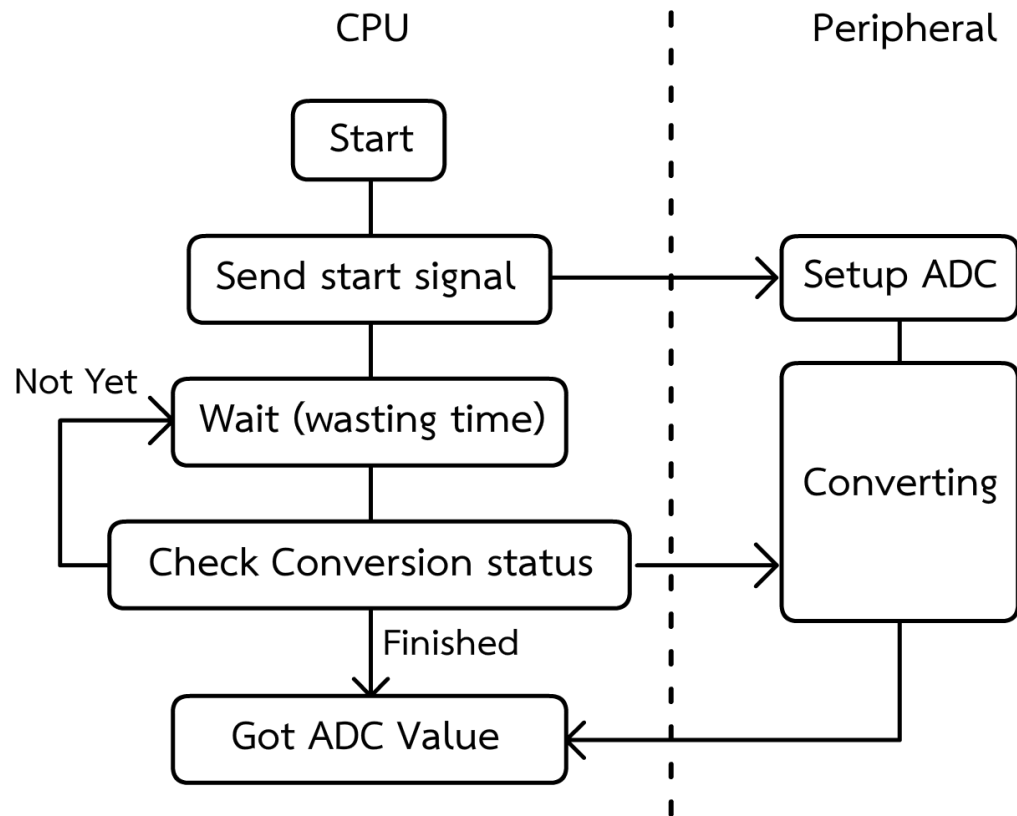 CPU
Peripheral
Start
Send start signal
Setup ADC
Not Yet
Wait (wasting time)
Converting
Check Conversion status
Finished
Got ADC Value